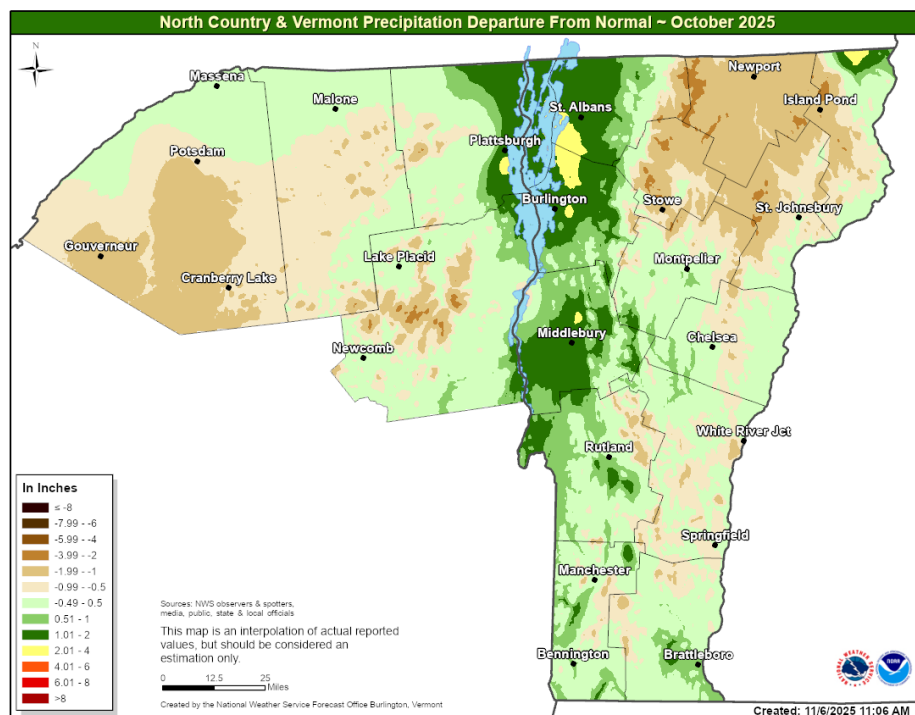 North Country & Vermont Precipitation Departure From Normal ~ October 2025
N
Massena
Malone
Newport
Island Pond
St. Albans
Plattsburgh
Potsdam
Burlington
Stowe
St. Johnsbury
Gouverneur
Lake Placid
Montpelier
Cranberry Lake
Middlebury
Chelsea
Newcomb
White River Jct
Rutland
Springfield
Manchester
Bennington
Brattleboro
In Inches
≤ -8
-7.99 - -6
-5.99 - -4
-3.99 - -2
-1.99 - -1
-0.99 - -0.5
-0.49 - 0.5
0.51 - 1
1.01 - 2
2.01 - 4
4.01 - 6
6.01 - 8
>8
Sources: NWS observers & spotters,
media, public, state & local officials
This map is an interpolation of actual reported
values, but should be considered an
estimation only.
0 12.5 25
Miles
Created by the National Weather Service Forecast Office Burlington, Vermont
NOAA
Created: 11/6/2025 11:06 AM